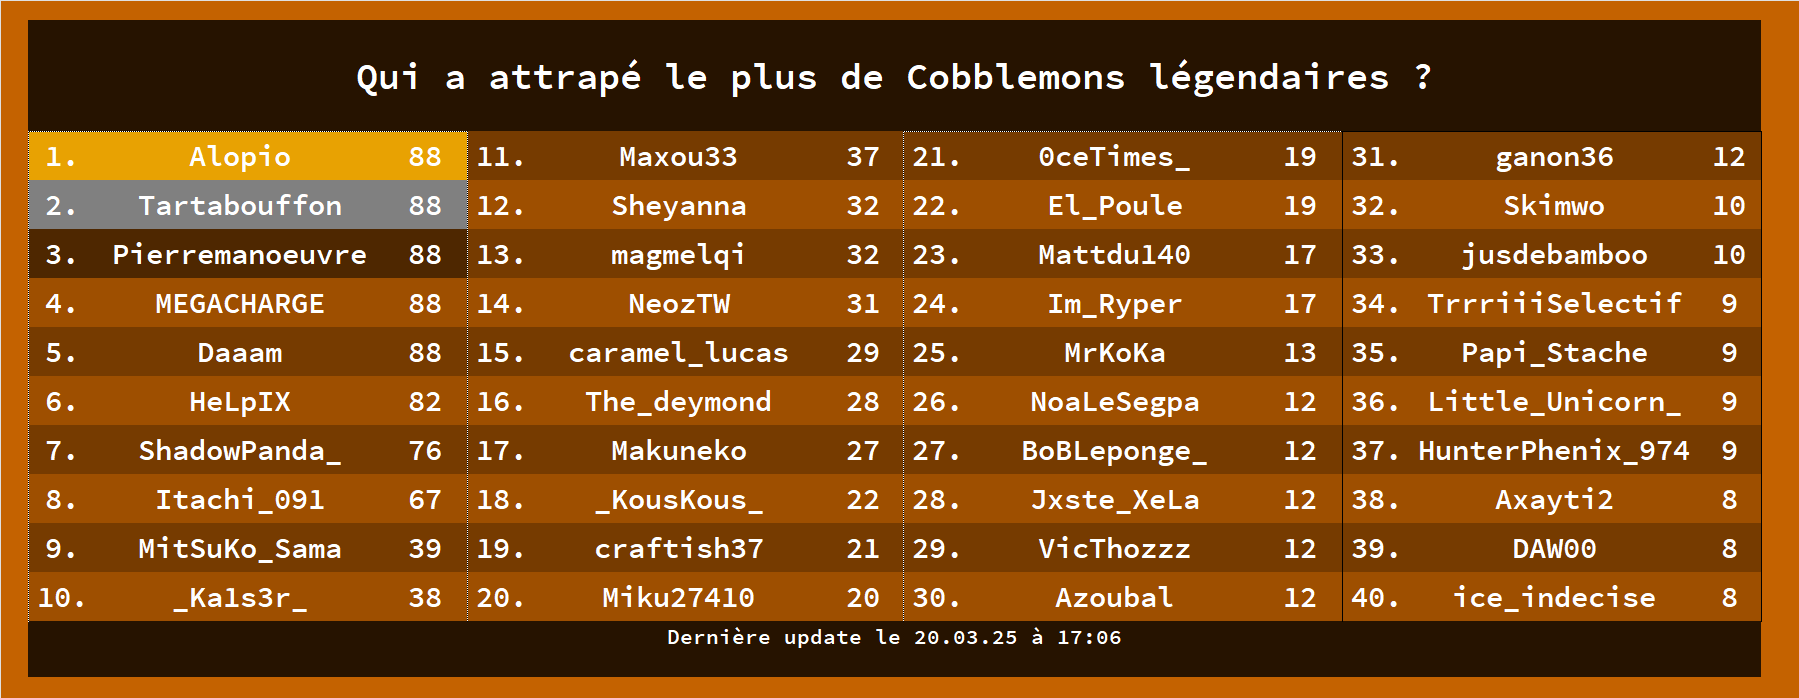 Qui a attrapé le plus de Cobblemons légendaires ?
1. Alopio 88
2. Tartabouffon 88
3. Pierremanoeuvre 88
4. MEGACHARGE 88
5. Daaam 88
6. HeLpIX 82
7. ShadowPanda_ 76
8. Itachi_091 67
9. MitSuKo_Sama 39
10. _Kals3r_ 38
11. Maxou33 37
12. Sheyanna 32
13. magmelqi 32
14. NeozTW 31
15. caramel_lucas 29
16. The_deymond 28
17. Makuneko 27
18. _KousKous_ 22
19. craftish37 21
20. Miku27410 20
21. 0ceTimes_ 19
22. El_Poule 19
23. Mattdu140 17
24. Im_Ryper 17
25. MrKoKa 13
26. NoaLeSegpa 12
27. BoBLeponge_ 12
28. Jxste_XeLa 12
29. VicThozzz 12
30. Azoubal 12
31. ganon36 12
32. Skimwo 10
33. jusdebamboo 10
34. TrrriiiSelectif 9
35. Papi_Stache 9
36. Little_Unicorn_ 9
37. HunterPhenix_974 9
38. Axayti2 8
39. DAW00 8
40. ice_indecise 8
Dernière update le 20.03.25 à 17:06